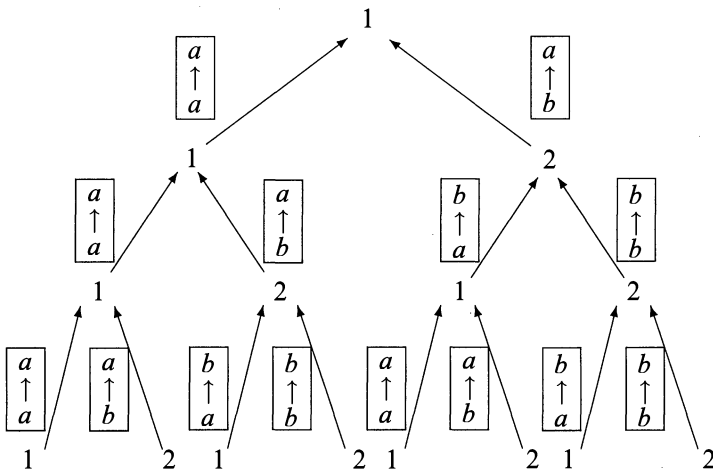 1
a a
↑ ↑
a b
1 2
a a b b
↑ ↑ ↑ ↑
a b a b
1 2 1 2
a a b b a a b b
↑ ↑ ↑ ↑ ↑ ↑ ↑ ↑
a b a b a b a b
1 2 1 2 1 2 1 2